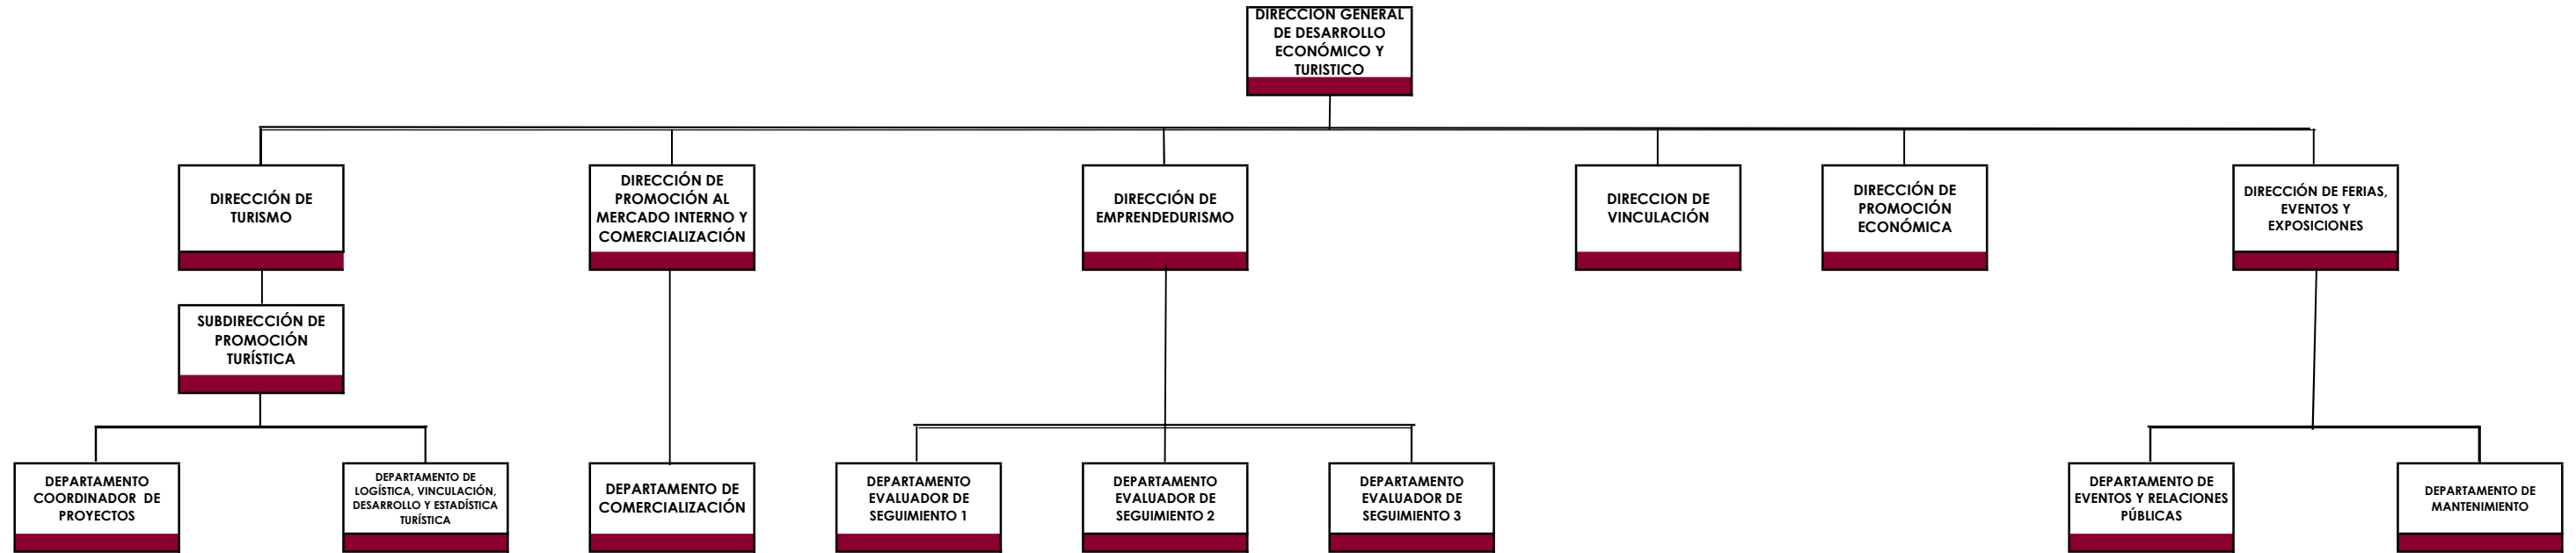 DIRECCION GENERAL
DE DESARROLLO
ECONÓMICO Y
TURISTICO
DIRECCIÓN DE
TURISMO
DIRECCIÓN DE
PROMOCIÓN AL
MERCADO INTERNO Y
COMERCIALIZACIÓN
DIRECCIÓN DE
EMPRENDEDURISMO
DIRECCION DE
VINCULACIÓN
DIRECCIÓN DE
PROMOCIÓN
ECONÓMICA
DIRECCIÓN DE FERIAS,
EVENTOS Y
EXPOSICIONES
SUBDIRECCIÓN DE
PROMOCIÓN
TURÍSTICA
DEPARTAMENTO
COORDINADOR DE
PROYECTOS
DEPARTAMENTO DE
LOGÍSTICA, VINCULACIÓN,
DESARROLLO Y ESTADÍSTICA
TURÍSTICA
DEPARTAMENTO DE
COMERCIALIZACIÓN
DEPARTAMENTO
EVALUADOR DE
SEGUIMIENTO 1
DEPARTAMENTO
EVALUADOR DE
SEGUIMIENTO 2
DEPARTAMENTO
EVALUADOR DE
SEGUIMIENTO 3
DEPARTAMENTO DE
EVENTOS Y RELACIONES
PÚBLICAS
DEPARTAMENTO DE
MANTENIMIENTO